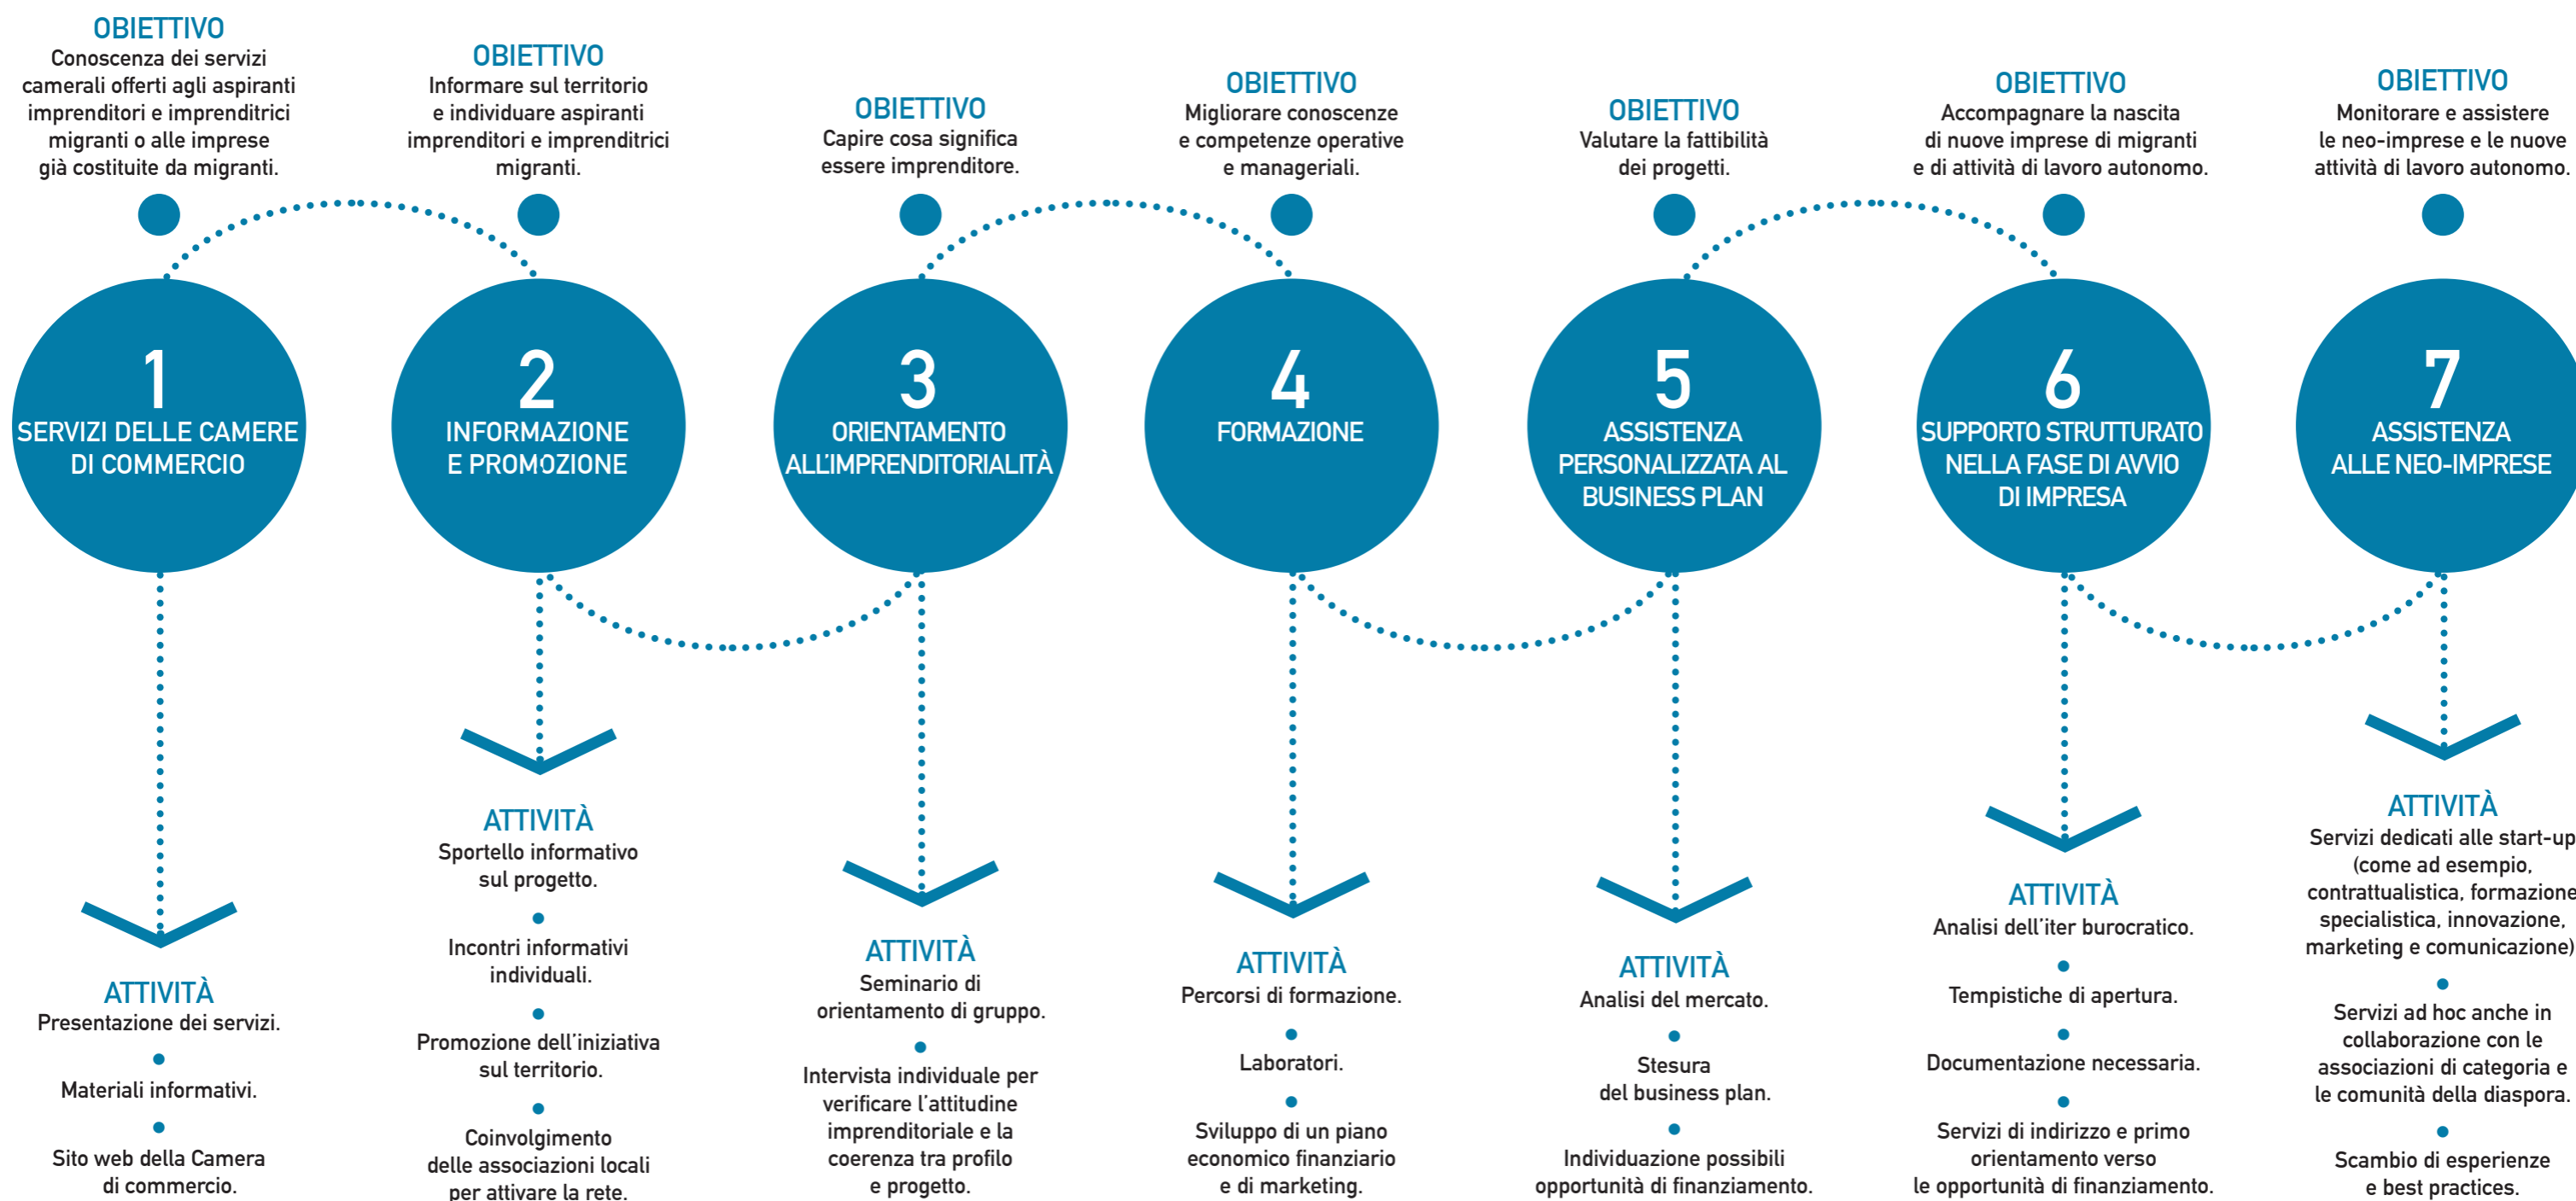 OBIETTIVO
Conoscenza dei servizi
camerali offerti agli aspiranti
imprenditori e imprenditrici
migranti o alle imprese
già costituite da migranti.
1
SERVIZI DELLE CAMERE
DI COMMERCIO
ATTIVITÀ
Presentazione dei servizi.
Materiali informativi.
Sito web della Camera
di commercio.
OBIETTIVO
Informare sul territorio
e individuare aspiranti
imprenditori e imprenditrici
migranti.
2
INFORMAZIONE
E PROMOZIONE
ATTIVITÀ
Sportello informativo
sul progetto.
Incontri informativi
individuali.
Promozione dell'iniziativa
sul territorio.
Coinvolgimento
delle associazioni locali
per attivare la rete.
OBIETTIVO
Capire cosa significa
essere imprenditore.
3
ORIENTAMENTO
ALL'IMPRENDITORIALITÀ
ATTIVITÀ
Seminario di
orientamento di gruppo.
Intervista individuale per
verificare l'attitudine
imprenditoriale e la
coerenza tra profilo
e progetto.
OBIETTIVO
Migliorare conoscenze
e competenze operative
e manageriali.
4
FORMAZIONE
ATTIVITÀ
Percorsi di formazione.
Laboratori.
Sviluppo di un piano
economico finanziario
e di marketing.
OBIETTIVO
Valutare la fattibilità
dei progetti.
5
ASSISTENZA
PERSONALIZZATA AL
BUSINESS PLAN
ATTIVITÀ
Analisi del mercato.
Stesura
del business plan.
Individuazione possibili
opportunità di finanziamento.
OBIETTIVO
Accompagnare la nascita
di nuove imprese di migranti
e di attività di lavoro autonomo.
6
SUPPORTO STRUTTURATO
NELLA FASE DI AVVIO
DI IMPRESA
ATTIVITÀ
Analisi dell'iter burocratico.
Tempistiche di apertura.
Documentazione necessaria.
Servizi di indirizzo e primo
orientamento verso
le opportunità di finanziamento.
OBIETTIVO
Monitorare e assistere
le neo-imprese e le nuove
attività di lavoro autonomo.
7
ASSISTENZA
ALLE NEO-IMPRESE
ATTIVITÀ
Servizi dedicati alle start-up
(come ad esempio,
contrattualistica, formazione
specialistica, innovazione,
marketing e comunicazione)
Servizi ad hoc anche in
collaborazione con le
associazioni di categoria e
le comunità della diaspora.
Scambio di esperienze
e best practices.